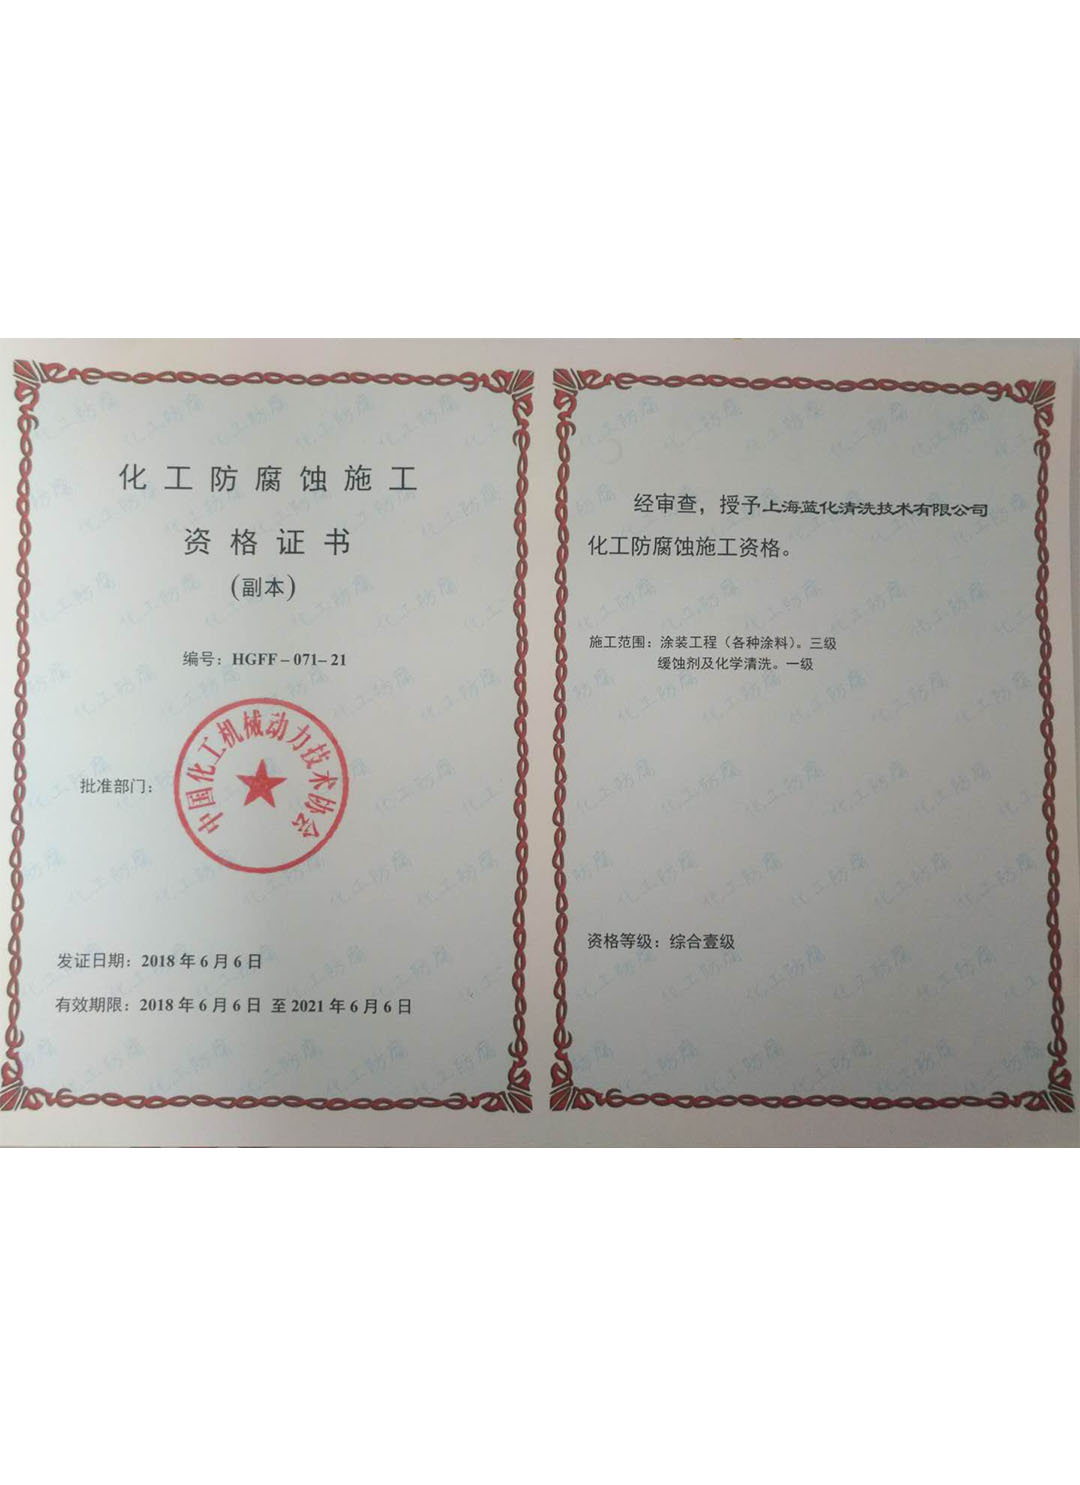 化工防腐蚀施工
资格证书
(副本)
编号：HGFF-071-21
批准部门：
中国化工机械动力技术协会
发证日期：2018年6月6日
有效期限：2018年6月6日 至2021年6月6日
经审查，授予上海蓝化清洗技术有限公司
化工防腐蚀施工资格。
施工范围：涂装工程（各种涂料）。三级
缓蚀剂及化学清洗。一级
资格等级：综合壹级